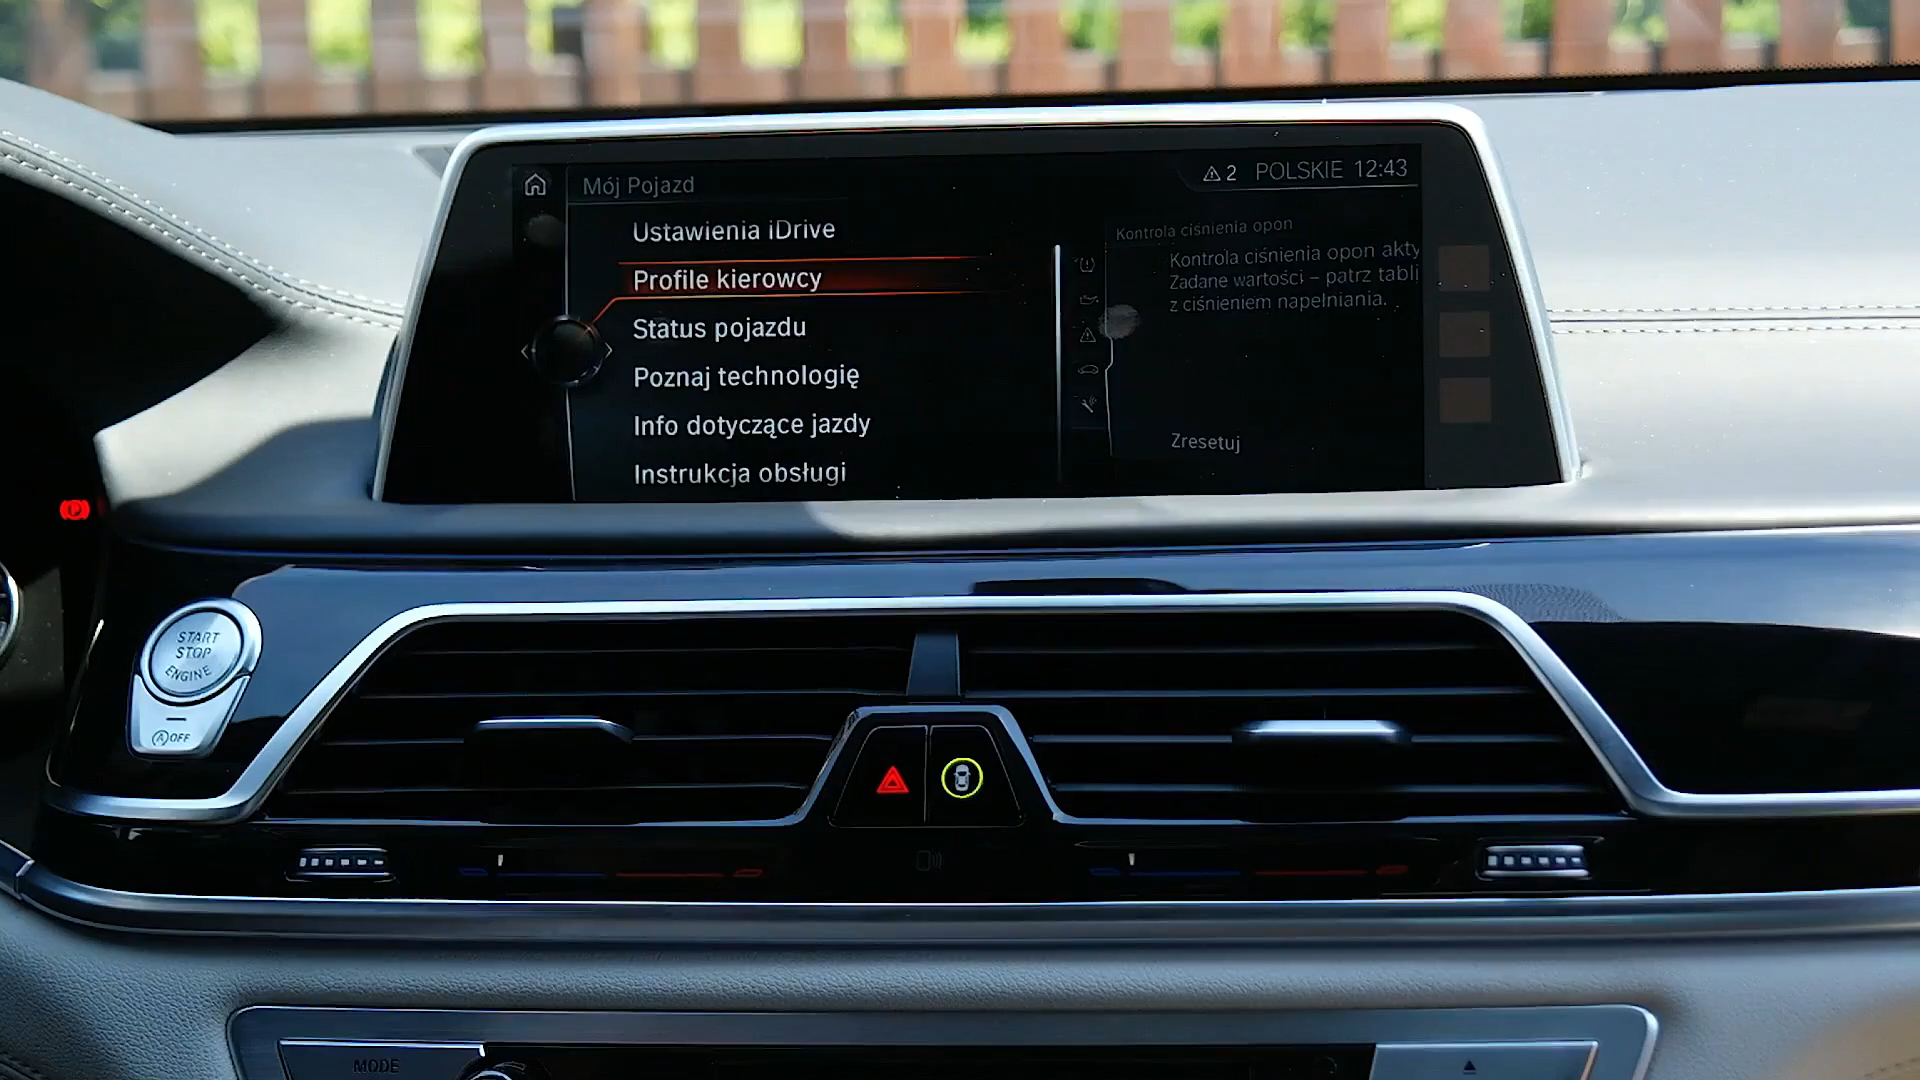 Mój Pojazd
2 POLSKIE 12:43
Ustawienia iDrive
Profile kierowcy
Status pojazdu
Poznaj technologię
Info dotyczące jazdy
Instrukcja obsługi
Kontrola ciśnienia opon
Kontrola ciśnienia opon akty
Zadane wartości – patrz tabli
z ciśnieniem napełniania.
Zresetuj
START
STOP
ENGINE
A OFF
MODE